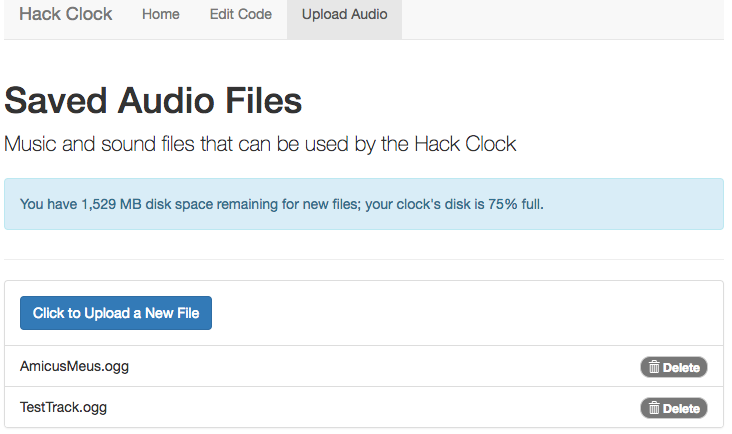 Hack Clock Home Edit Code Upload Audio
Saved Audio Files
Music and sound files that can be used by the Hack Clock
You have 1,529 MB disk space remaining for new files; your clock's disk is 75% full.
Click to Upload a New File
AmicusMeus.ogg Delete
TestTrack.ogg Delete